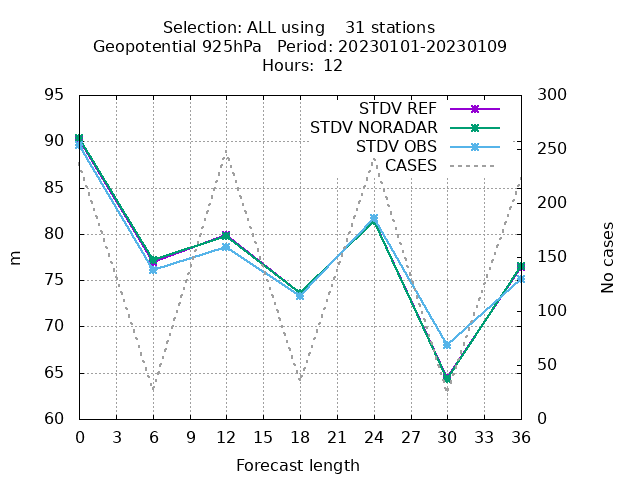 Selection: ALL using    31 stations
Geopotential 925hPa   Period: 20230101-20230109
Hours: 12
STDV REF
STDV NORADAR
STDV OBS
CASES
95
90
85
80
75
70
65
60
m
300
250
200
150
100
50
0
No cases
0 3 6 9 12 15 18 21 24 27 30 33 36
Forecast length